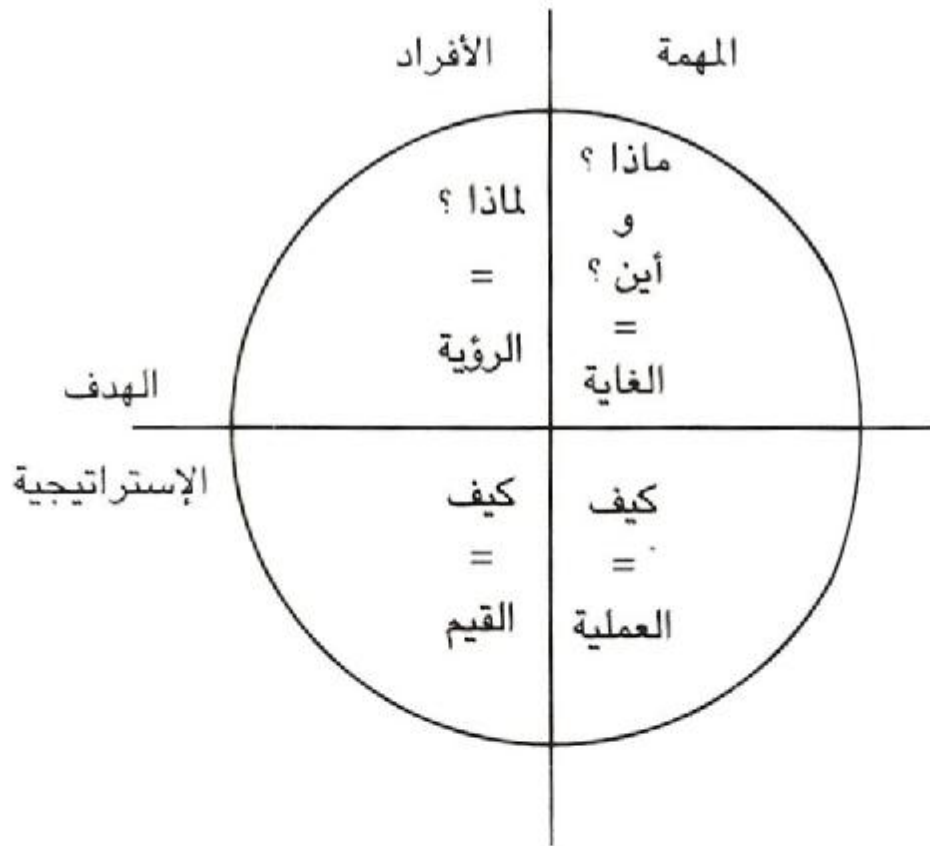 المهمة
الأفراد
ماذا ؟
و
أين ؟
=
الغاية
لماذا ؟
=
الرؤية
الهدف
الإستراتيجية
كيف
=
العملية
كيف
=
القيم